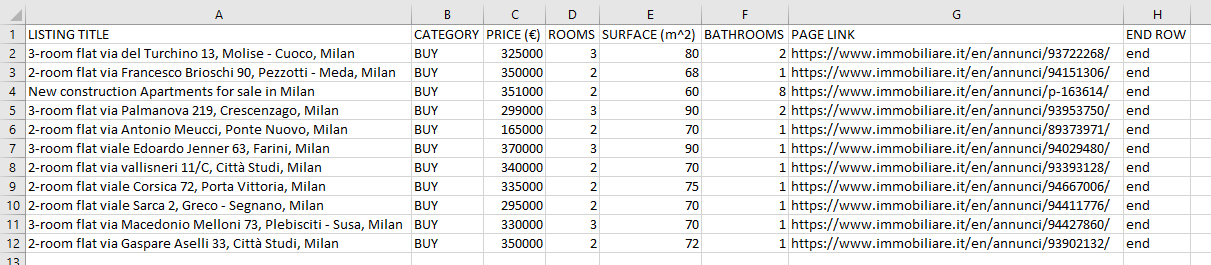 A B C D E F G H
1 LISTING TITLE CATEGORY PRICE (€) ROOMS SURFACE (m^2) BATHROOMS PAGE LINK END ROW
2 3-room flat via del Turchino 13, Molise - Cuoco, Milan BUY 325000 3 80 2 https://www.immobiliare.it/en/annunci/93722268/ end
3 2-room flat via Francesco Brioschi 90, Pezzotti - Meda, Milan BUY 350000 2 68 1 https://www.immobiliare.it/en/annunci/94151306/ end
4 New construction Apartments for sale in Milan BUY 351000 2 60 8 https://www.immobiliare.it/en/annunci/p-163614/ end
5 3-room flat via Palmanova 219, Crescenzago, Milan BUY 299000 3 90 2 https://www.immobiliare.it/en/annunci/93953750/ end
6 2-room flat via Antonio Meucci, Ponte Nuovo, Milan BUY 165000 2 70 1 https://www.immobiliare.it/en/annunci/89373971/ end
7 3-room flat viale Edoardo Jenner 63, Farini, Milan BUY 370000 3 90 1 https://www.immobiliare.it/en/annunci/94029480/ end
8 2-room flat via vallisneri 11/C, Città Studi, Milan BUY 340000 2 70 1 https://www.immobiliare.it/en/annunci/93393128/ end
9 2-room flat viale Corsica 72, Porta Vittoria, Milan BUY 335000 2 75 1 https://www.immobiliare.it/en/annunci/94667006/ end
10 2-room flat viale Sarca 2, Greco - Segnano, Milan BUY 295000 2 70 1 https://www.immobiliare.it/en/annunci/94411776/ end
11 3-room flat via Macedonio Melloni 73, Plebisciti - Susa, Milan BUY 330000 3 70 1 https://www.immobiliare.it/en/annunci/94427860/ end
12 2-room flat via Gaspare Aselli 33, Città Studi, Milan BUY 350000 2 72 1 https://www.immobiliare.it/en/annunci/93902132/ end
13